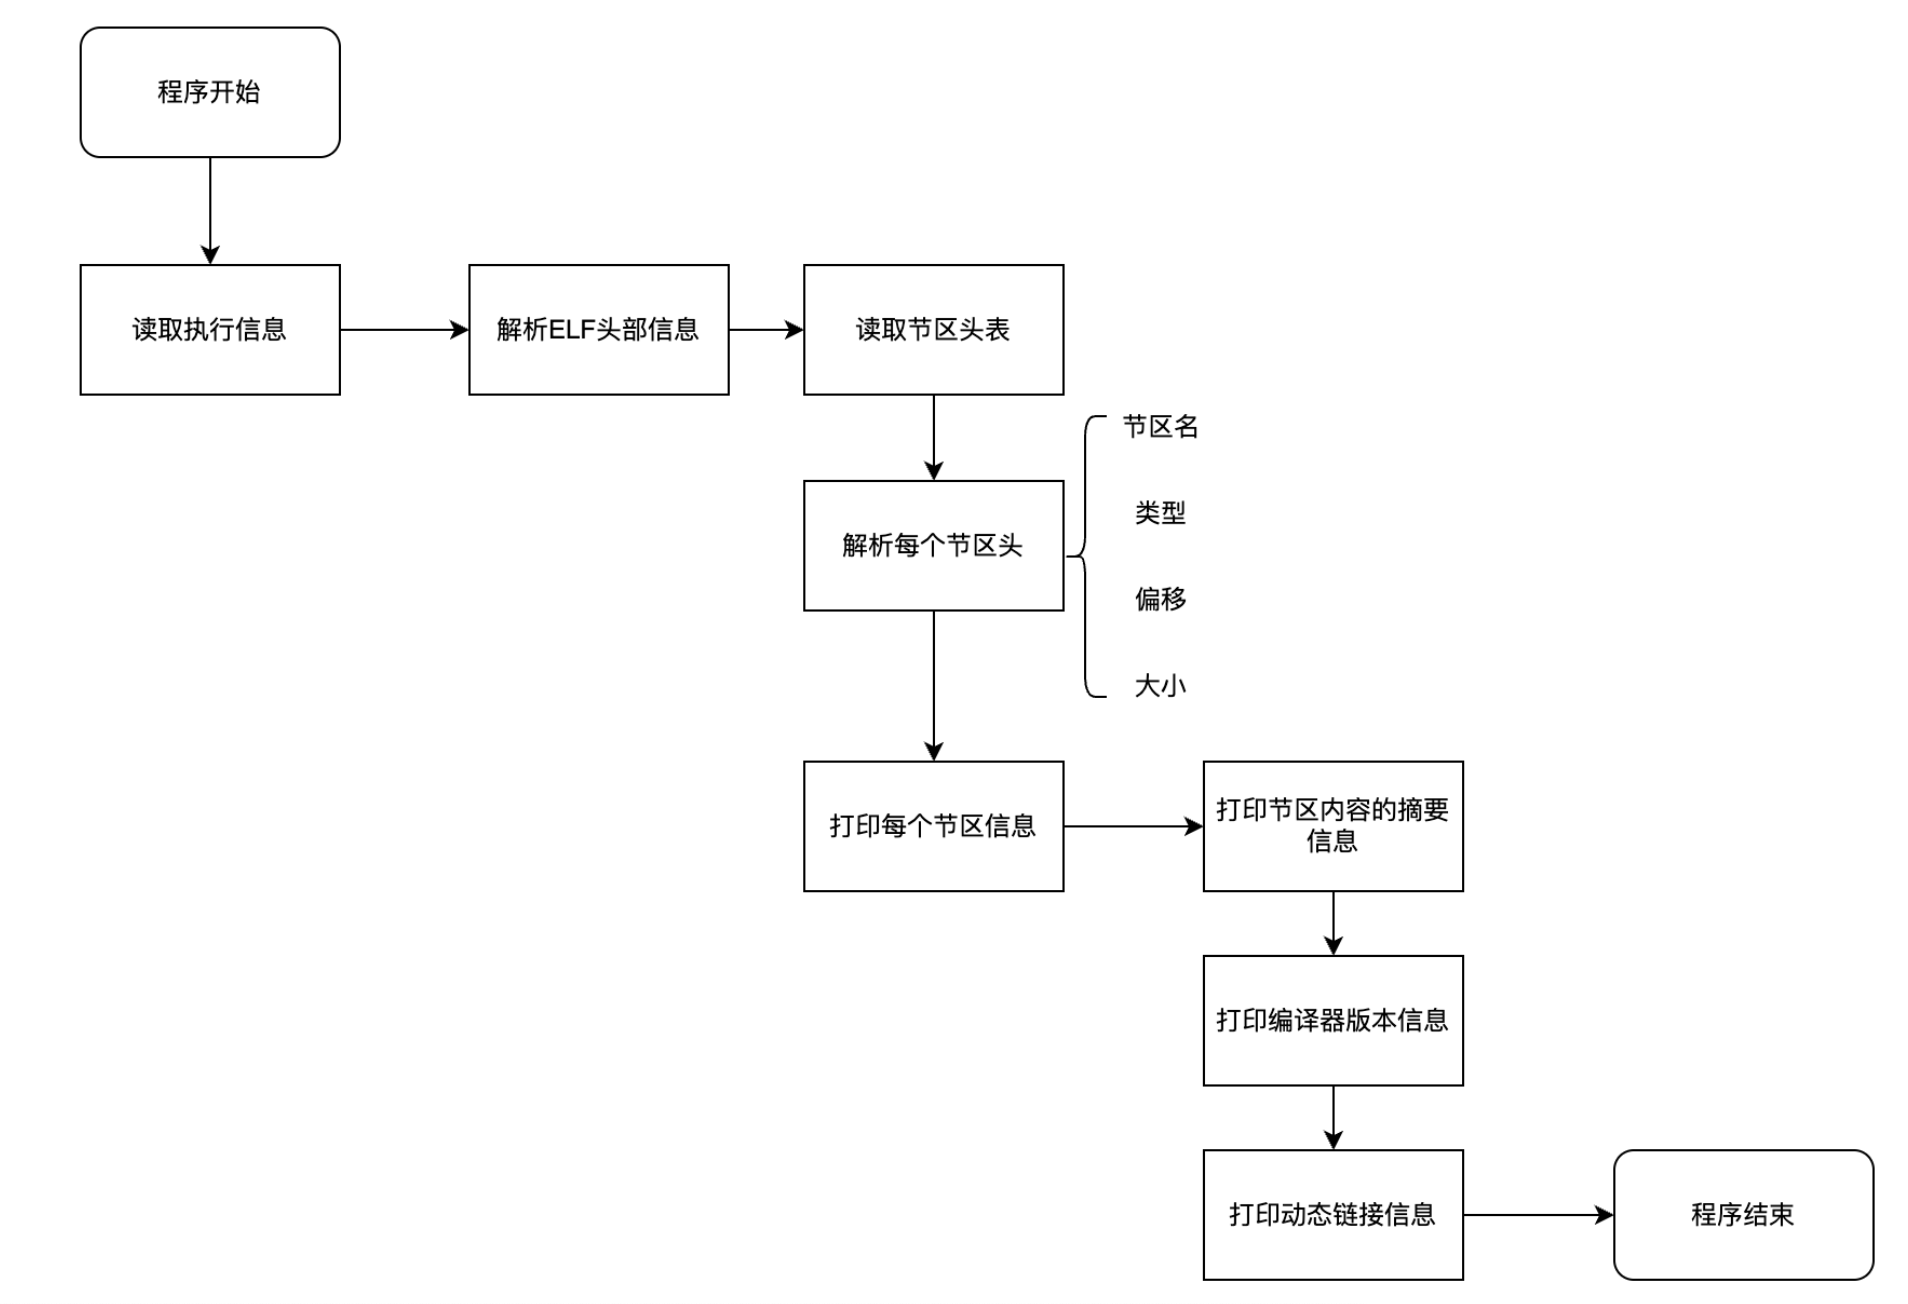 程序开始
读取执行信息
解析ELF头部信息
读取节区头表
节区名
类型
解析每个节区头
偏移
大小
打印每个节区信息
打印节区内容的摘要
信息
打印编译器版本信息
打印动态链接信息
程序结束